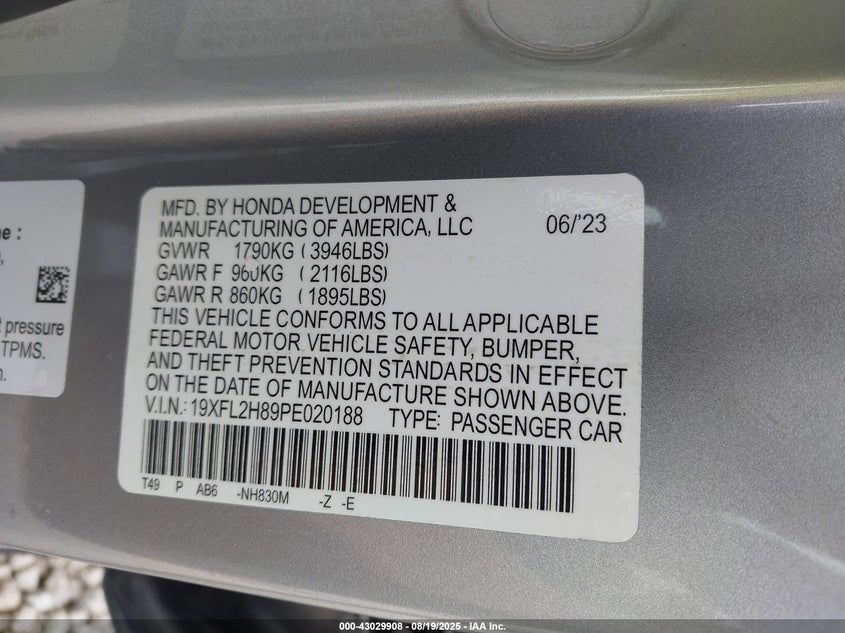 ne :
t pressure
TPMS.
n.
MFD. BY HONDA DEVELOPMENT &
MANUFACTURING OF AMERICA, LLC 06/'23
GVWR 1790KG (3946LBS)
GAWR F 960KG (2116LBS)
GAWR R 860KG (1895LBS)
THIS VEHICLE CONFORMS TO ALL APPLICABLE
FEDERAL MOTOR VEHICLE SAFETY, BUMPER,
AND THEFT PREVENTION STANDARDS IN EFFECT
ON THE DATE OF MANUFACTURE SHOWN ABOVE.
V.I.N.: 19XFL2H89PE020188 TYPE: PASSENGER CAR
T49 P AB6 -NH830M -Z -E
000-43029908 - 08/19/2025 - IAA Inc.